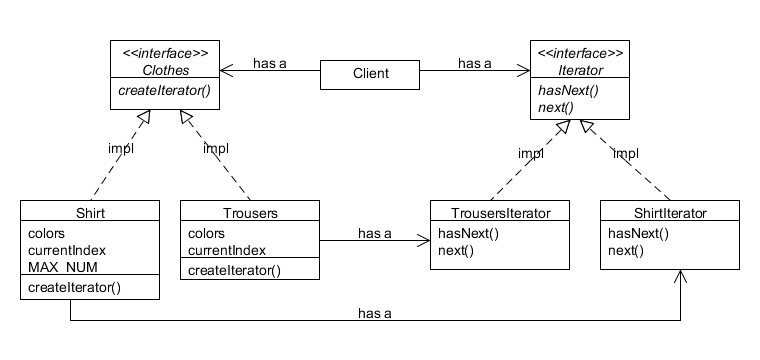 <<interface>>
Clothes
createIterator()
has a
Client
has a
<<interface>>
Iterator
hasNext()
next()
impl
impl
impl
impl
Shirt
colors
currentIndex
MAX_NUM
createIterator()
Trousers
colors
currentIndex
createIterator()
has a
TrousersIterator
hasNext()
next()
ShirtIterator
hasNext()
next()
has a